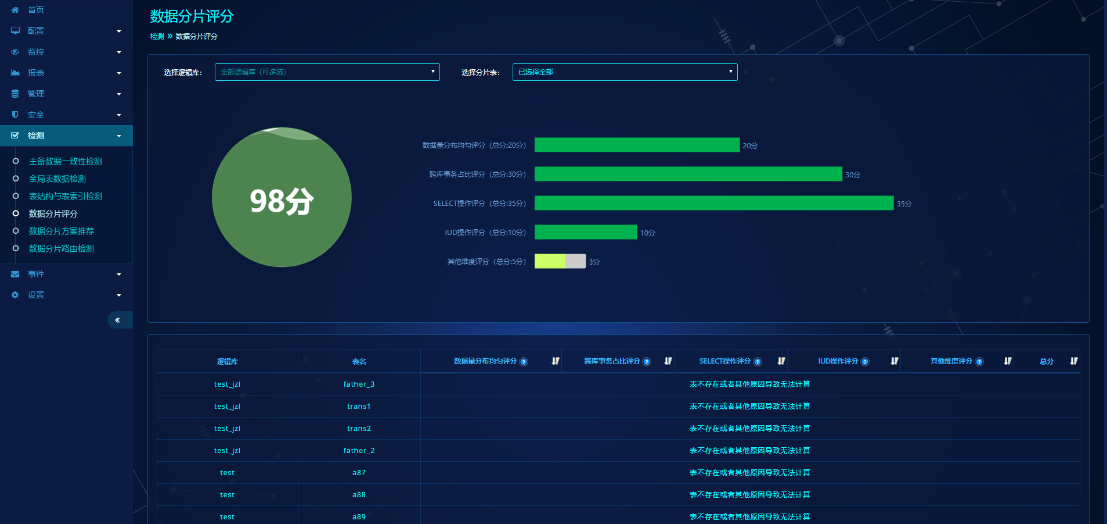 首页
配置
监控
报表
管理
安全
检测
主备数据一致性检测
全局表数据检测
表结构与表索引检测
数据分片评分
数据分片方案推荐
数据分片路由检测
事件
设置
数据分片评分
检测 » 数据分片评分
选择逻辑库： 全部逻辑库（可多选） 选择分片表： 已选择全部
98分
数据量分布均匀评分（总分:20分） 20分
跨库事务占比评分（总分:30分） 30分
SELECT操作评分（总分:35分） 35分
IUD操作评分（总分:10分） 10分
其他维度评分（总分:5分） 3分
逻辑库 表名 数据量分布均匀评分 跨库事务占比评分 SELECT操作评分 IUD操作评分 其他维度评分 总分
test_jzl father_3 表不存在或者其他原因导致无法计算
test_jzl trans1 表不存在或者其他原因导致无法计算
test_jzl trans2 表不存在或者其他原因导致无法计算
test_jzl father_2 表不存在或者其他原因导致无法计算
test a87 表不存在或者其他原因导致无法计算
test a88 表不存在或者其他原因导致无法计算
test a89 表不存在或者其他原因导致无法计算